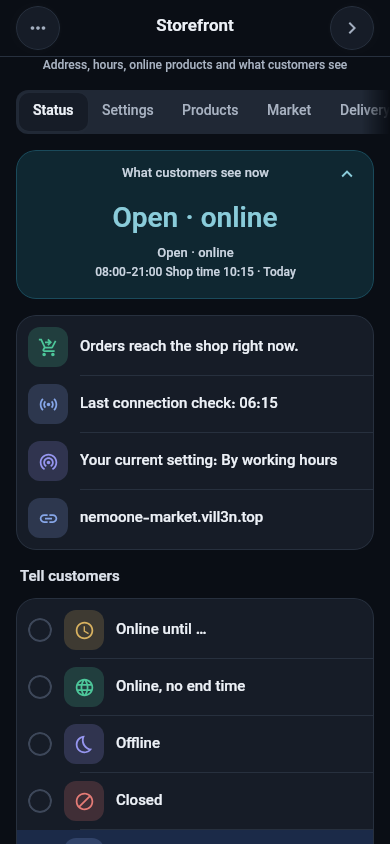 Storefront
Address, hours, online products and what customers see
Status Settings Products Market Delivery
What customers see now
Open · online
Open · online
08:00-21:00 Shop time 10:15 · Today
Orders reach the shop right now.
Last connection check: 06:15
Your current setting: By working hours
nemoone-market.vill3n.top
Tell customers
Online until …
Online, no end time
Offline
Closed